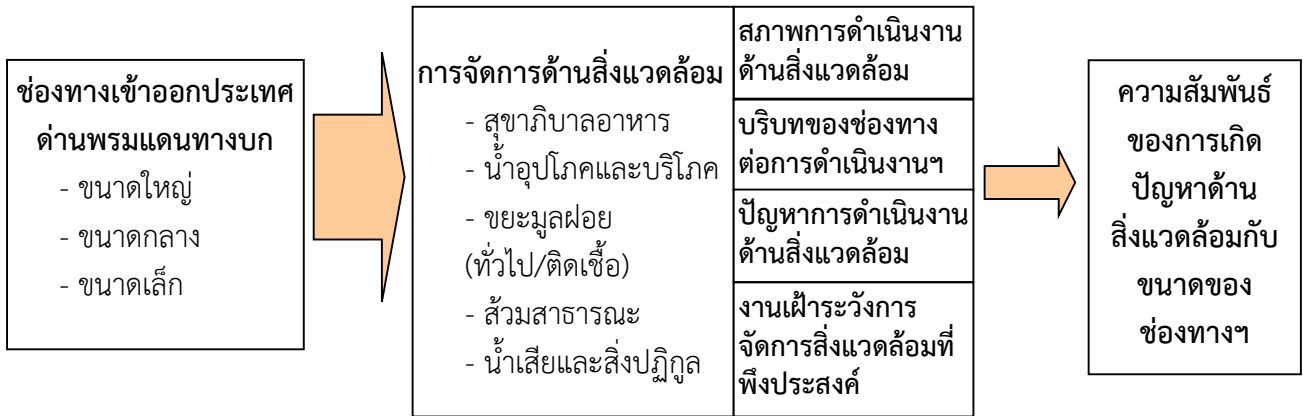 ช่องทางเข้าออกประเทศ
ด่านพรมแดนทางบก
- ขนาดใหญ่
- ขนาดกลาง
- ขนาดเล็ก
การจัดการด้านสิ่งแวดล้อม
- สุขาภิบาลอาหาร
- น้ำอุปโภคและบริโภค
- ขยะมูลฝอย
(ทั่วไป/ติดเชื้อ)
- ส้วมสาธารณะ
- น้ำเสียและสิ่งปฏิกูล
สภาพการดำเนินงาน
ด้านสิ่งแวดล้อม
บริบทของช่องทาง
ต่อการดำเนินงานฯ
ปัญหาการดำเนินงาน
ด้านสิ่งแวดล้อม
งานเฝ้าระวังการ
จัดการสิ่งแวดล้อมที่
พึงประสงค์
ความสัมพันธ์
ของการเกิด
ปัญหาด้าน
สิ่งแวดล้อมกับ
ขนาดของ
ช่องทางฯ